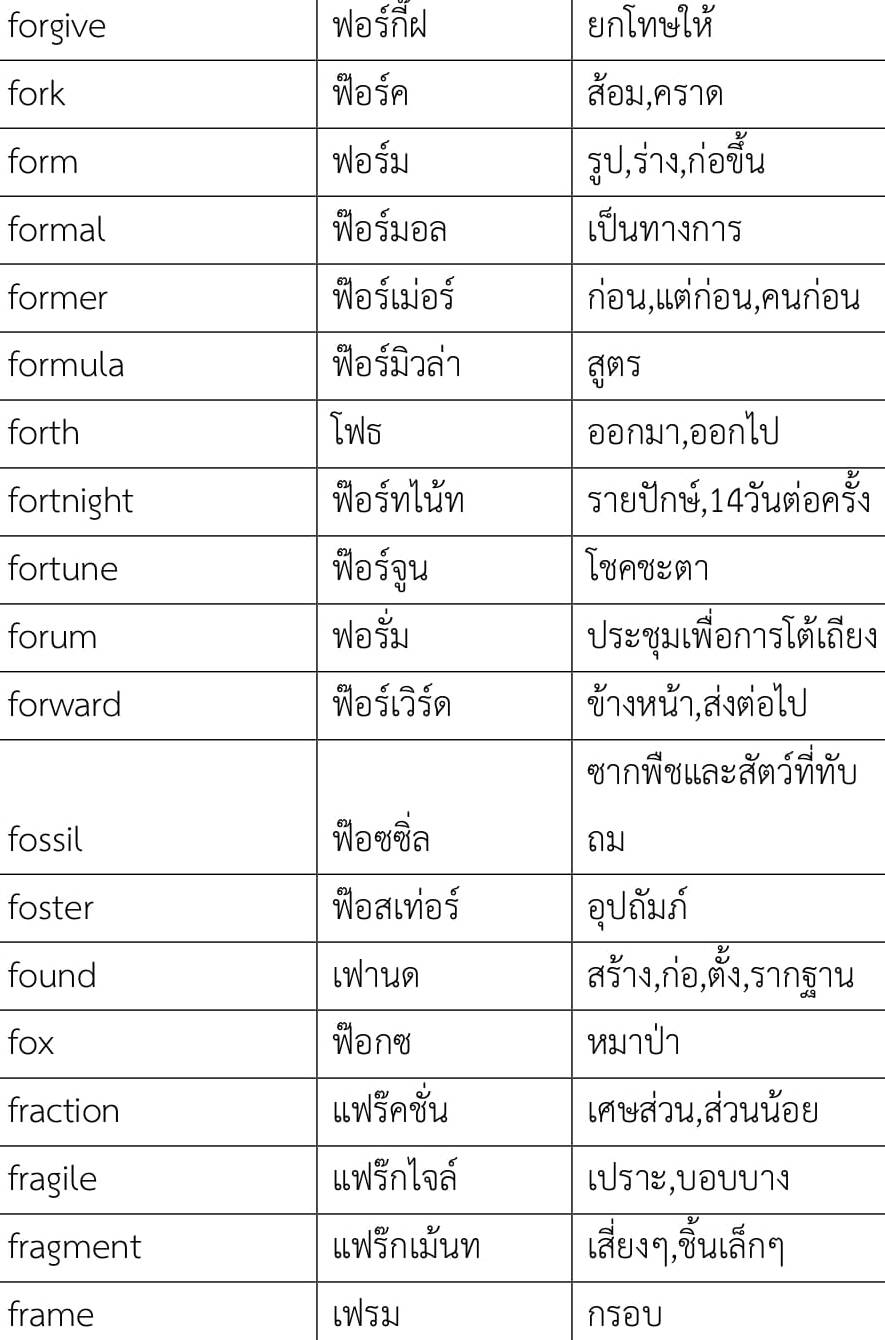 forgive ฟอร์กี๊ฝ ยกโทษให้
fork ฟ๊อร์ค ส้อม,คราด
form ฟอร์ม รูป,ร่าง,ก่อขึ้น
formal ฟ๊อร์มอล เป็นทางการ
former ฟ๊อร์เม่อร์ ก่อน,แต่ก่อน,คนก่อน
formula ฟ๊อร์มิวล่า สูตร
forth โฟธ ออกมา,ออกไป
fortnight ฟ๊อร์ทไน้ท รายปักษ์,14วันต่อครั้ง
fortune ฟ๊อร์จูน โชคชะตา
forum ฟอรั่ม ประชุมเพื่อการโต้เถียง
forward ฟ๊อร์เวิร์ด ข้างหน้า,ส่งต่อไป
ซากพืชและสัตว์ที่ทับ
fossil ฟ๊อซซิ่ล ถม
foster ฟ๊อสเท่อร์ อุปถัมภ์
found เฟานด สร้าง,ก่อ,ตั้ง,รากฐาน
fox ฟ๊อกซ หมาป่า
fraction แฟร๊คชั่น เศษส่วน,ส่วนน้อย
fragile แฟร๊กไจล์ เปราะ,บอบบาง
fragment แฟร๊กเม้นท เสี่ยงๆ,ชิ้นเล็กๆ
frame เฟรม กรอบ